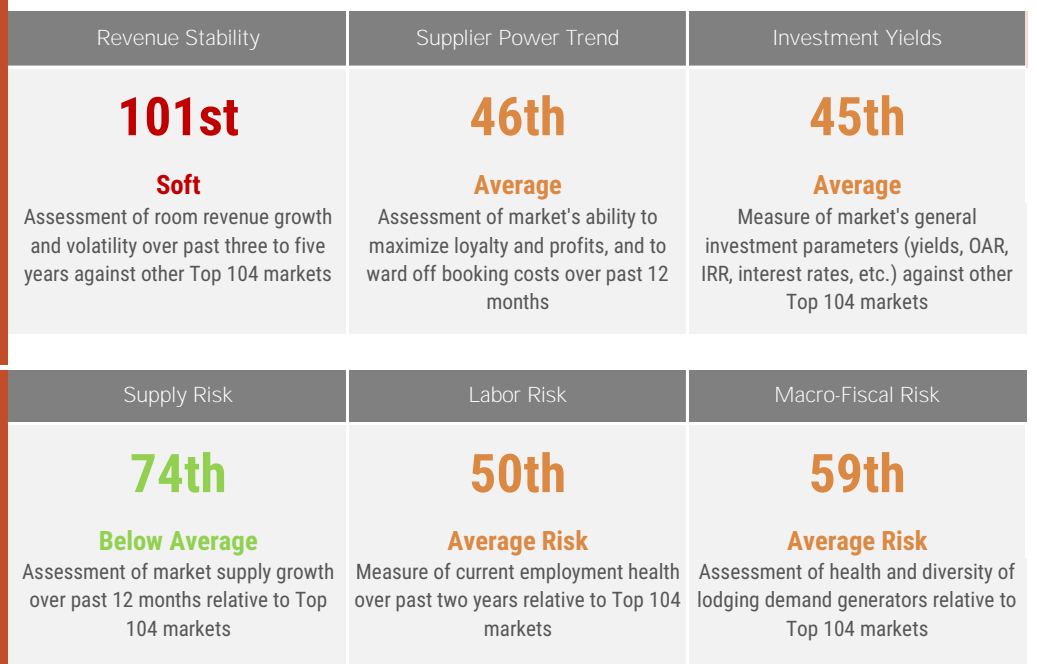 Revenue Stability
Supplier Power Trend
Investment Yields
101st
46th
45th
Soft
Average
Average
Assessment of room revenue growth
and volatility over past three to five
years against other Top 104 markets
Assessment of market's ability to
maximize loyalty and profits, and to
ward off booking costs over past 12
months
Measure of market's general
investment parameters (yields, OAR,
IRR, interest rates, etc.) against other
Top 104 markets
Supply Risk
Labor Risk
Macro-Fiscal Risk
74th
50th
59th
Below Average
Average Risk
Average Risk
Assessment of market supply growth
over past 12 months relative to Top
104 markets
Measure of current employment health
over past two years relative to Top 104
markets
Assessment of health and diversity of
lodging demand generators relative to
Top 104 markets